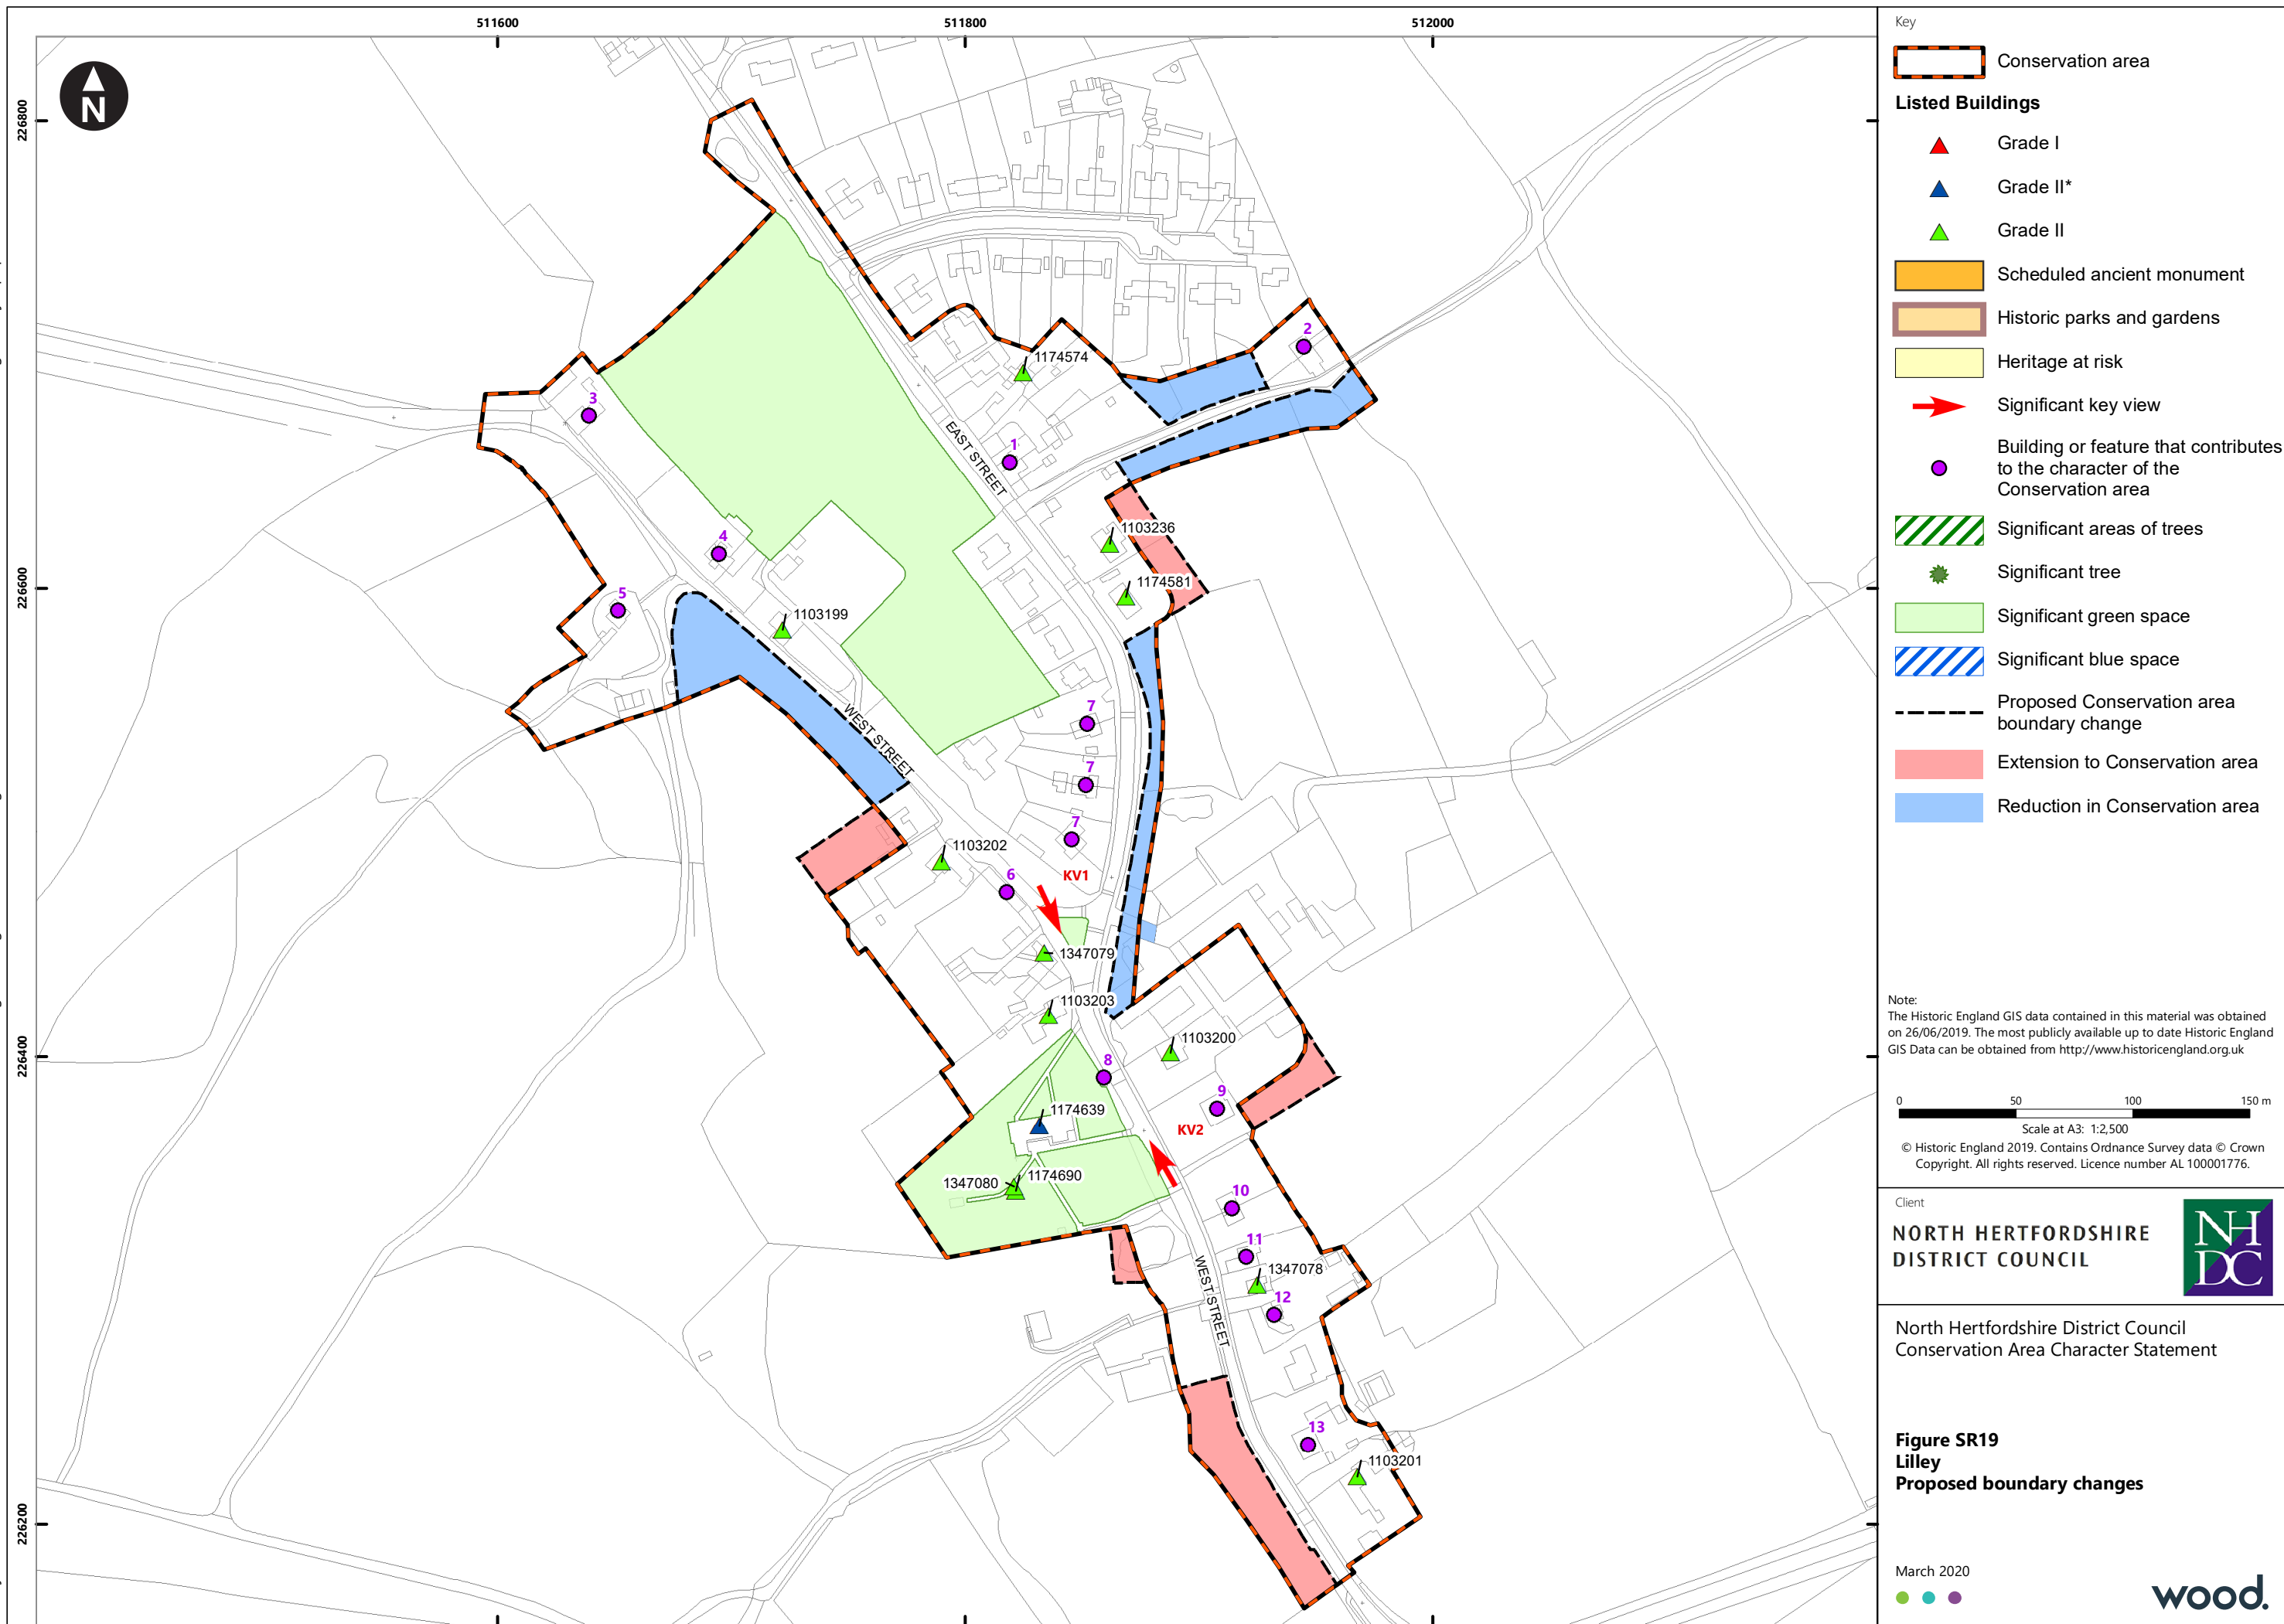 511600
511800
512000
226800
226600
226400
226200
N
2
1174574
3
1
EAST STREET
1103236
4
1174581
5
1103199
7
WEST STREET
7
7
1103202
6
KV1
1347079
1103203
1103200
8
9
1174639
KV2
1347080
1174690
10
11
1347078
12
WEST STREET
13
1103201
Key
Conservation area
Listed Buildings
Grade I
Grade II*
Grade II
Scheduled ancient monument
Historic parks and gardens
Heritage at risk
Significant key view
Building or feature that contributes
to the character of the
Conservation area
Significant areas of trees
Significant tree
Significant green space
Significant blue space
Proposed Conservation area
boundary change
Extension to Conservation area
Reduction in Conservation area
Note:
The Historic England GIS data contained in this material was obtained
on 26/06/2019. The most publicly available up to date Historic England
GIS Data can be obtained from http://www.historicengland.org.uk
0 50 100 150 m
Scale at A3: 1:2,500
© Historic England 2019. Contains Ordnance Survey data © Crown
Copyright. All rights reserved. Licence number AL 100001776.
Client
NORTH HERTFORDSHIRE
DISTRICT COUNCIL
NH
DC
North Hertfordshire District Council
Conservation Area Character Statement
Figure SR19
Lilley
Proposed boundary changes
March 2020
wood.